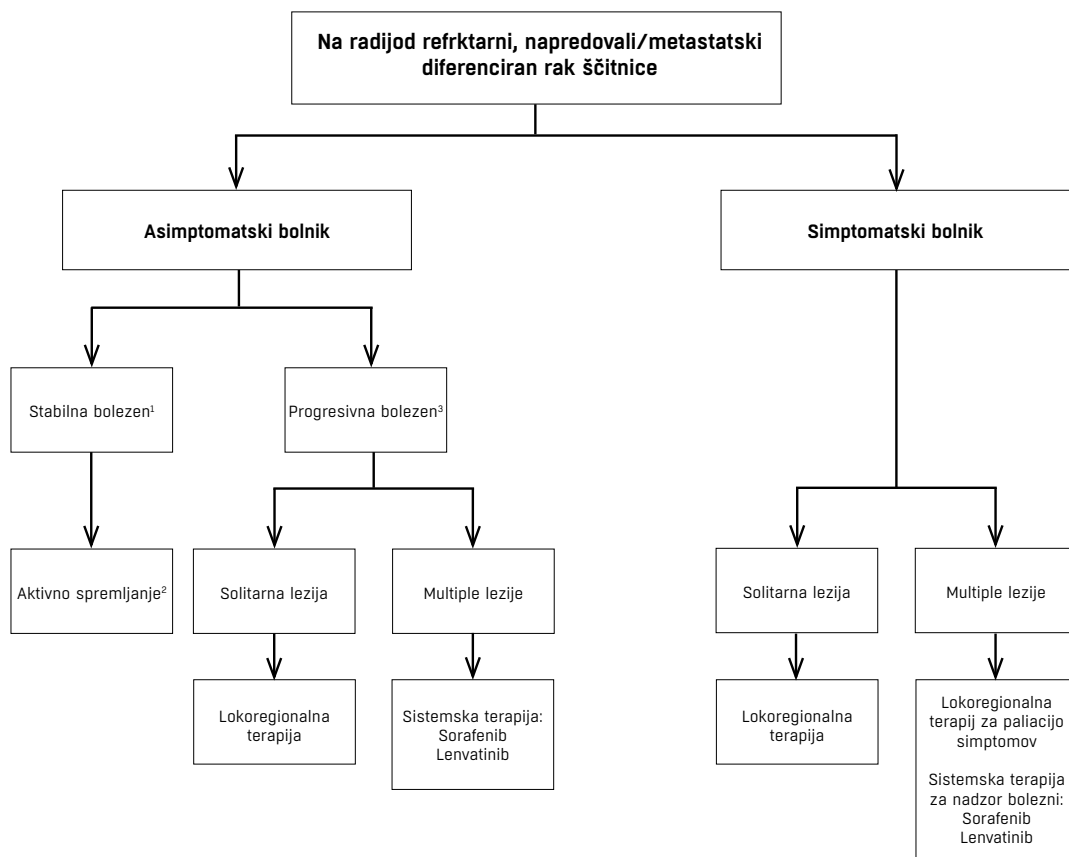 Na radijod refrktarni, napredovali/metastatski
diferenciran rak ščitnice
Asimptomatski bolnik
Simptomatski bolnik
Stabilna bolezen¹
Progresivna bolezen³
Aktivno spremljanje²
Solitarna lezija
Multiple lezije
Solitarna lezija
Multiple lezije
Lokoregionalna
terapija
Sistemska terapija:
Sorafenib
Lenvatinib
Lokoregionalna
terapija
Lokoregionalna
terapij za paliacijo
simptomov
Sistemska terapija
za nadzor bolezni:
Sorafenib
Lenvatinib